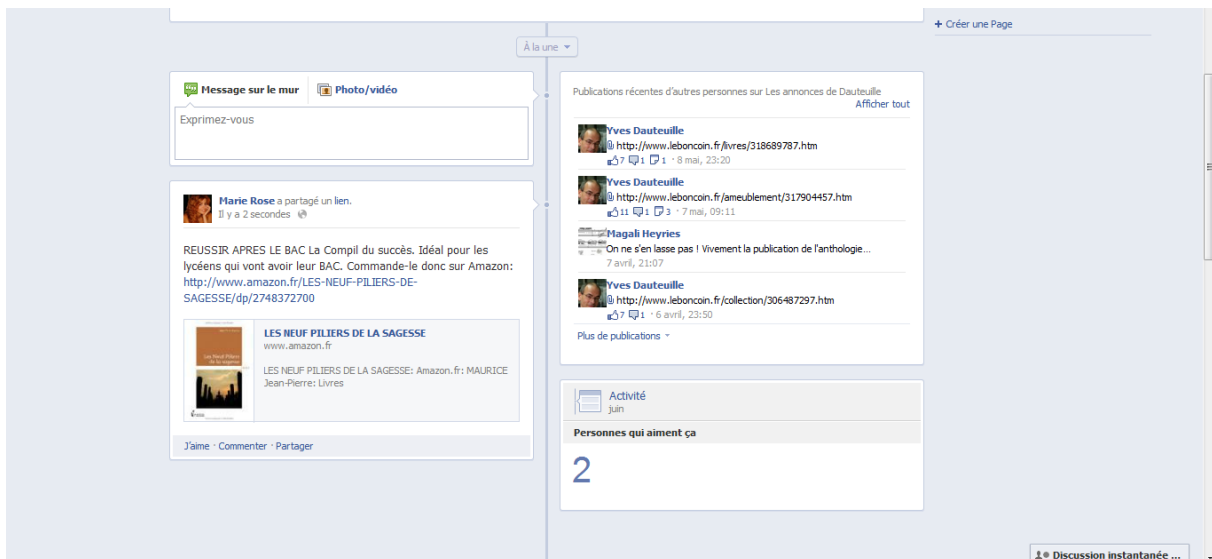 + Créer une Page
À la une
Message sur le mur Photo/vidéo
Exprimez-vous
Marie Rose a partagé un lien.
Il y a 2 secondes
REUSSIR APRES LE BAC La Compil du succès. Idéal pour les
lycéens qui vont avoir leur BAC. Commande-le donc sur Amazon:
http://www.amazon.fr/LES-NEUF-PILIERS-DE-
SAGESSE/dp/2748372700
Les Neuf Piliers
de la sagesse
LES NEUF PILIERS DE LA SAGESSE
www.amazon.fr
LES NEUF PILIERS DE LA SAGESSE: Amazon.fr: MAURICE
Jean-Pierre: Livres
J'aime · Commenter · Partager
Publications récentes d'autres personnes sur Les annonces de Dauteuille
Afficher tout
Yves Dauteuille
http://www.leboncoin.fr/livres/318689787.htm
7 1 1 · 8 mai, 23:20
Yves Dauteuille
http://www.leboncoin.fr/ameublement/317904457.htm
11 1 3 · 7 mai, 09:11
Magali Heyries
On ne s'en lasse pas ! Vivement la publication de l'anthologie...
7 avril, 21:07
Yves Dauteuille
http://www.leboncoin.fr/collection/306487297.htm
7 1 · 6 avril, 23:50
Plus de publications
Activité
juin
Personnes qui aiment ça
2
Discussion instantanée ...